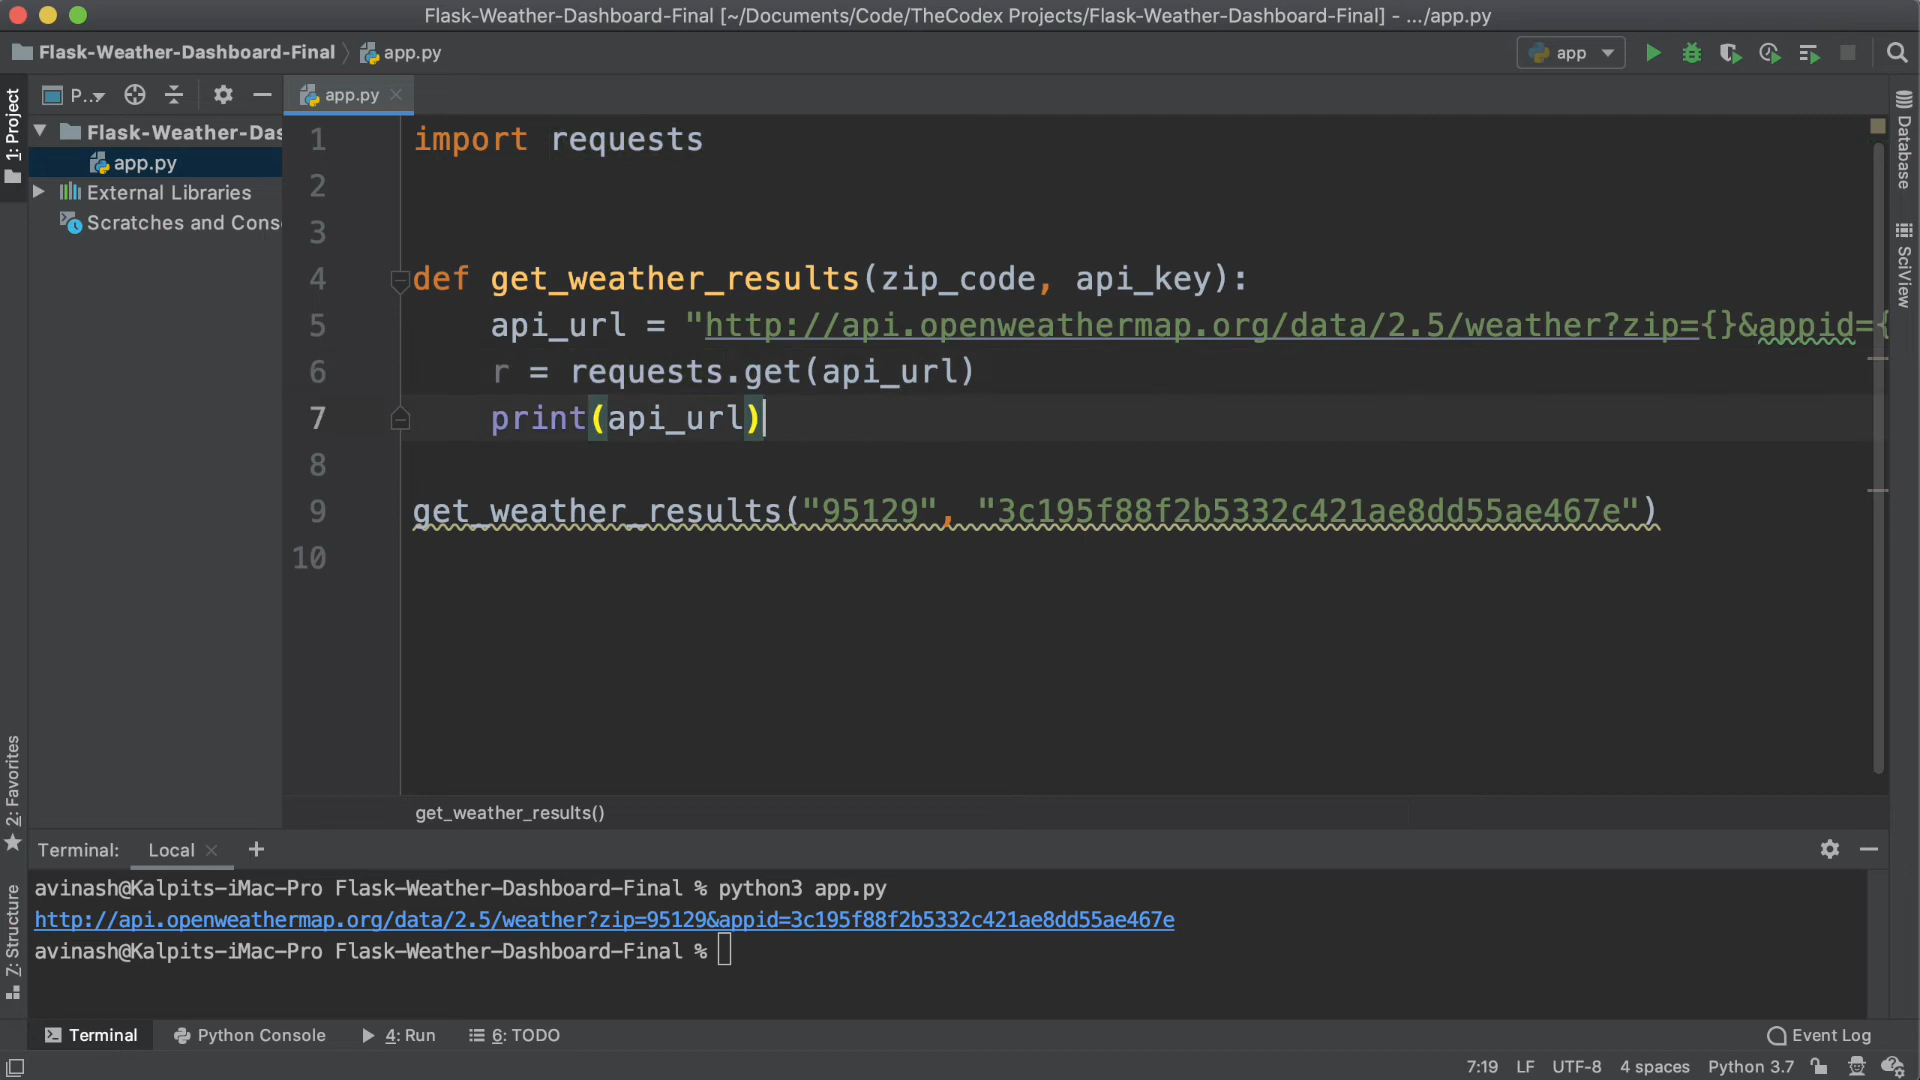 Flask-Weather-Dashboard-Final [~/Documents/Code/TheCodex Projects/Flask-Weather-Dashboard-Final] - .../app.py
Flask-Weather-Dashboard-Final
app.py
app
P..
app.py
1: Project
Flask-Weather-Das
app.py
External Libraries
Scratches and Cons
1 import requests
2
3
4 def get_weather_results(zip_code, api_key):
5 api_url = "http://api.openweathermap.org/data/2.5/weather?zip={}&appid={
6 r = requests.get(api_url)
7 print(api_url)
8
9 get_weather_results("95129", "3c195f88f2b5332c421ae8dd55ae467e")
10
Database
SciView
2: Favorites
7: Structure
get_weather_results()
Terminal:
Local
avinash@Kalpits-iMac-Pro Flask-Weather-Dashboard-Final % python3 app.py
http://api.openweathermap.org/data/2.5/weather?zip=95129&appid=3c195f88f2b5332c421ae8dd55ae467e
avinash@Kalpits-iMac-Pro Flask-Weather-Dashboard-Final %
Terminal
Python Console
4: Run
6: TODO
Event Log
7:19
LF
UTF-8
4 spaces
Python 3.7